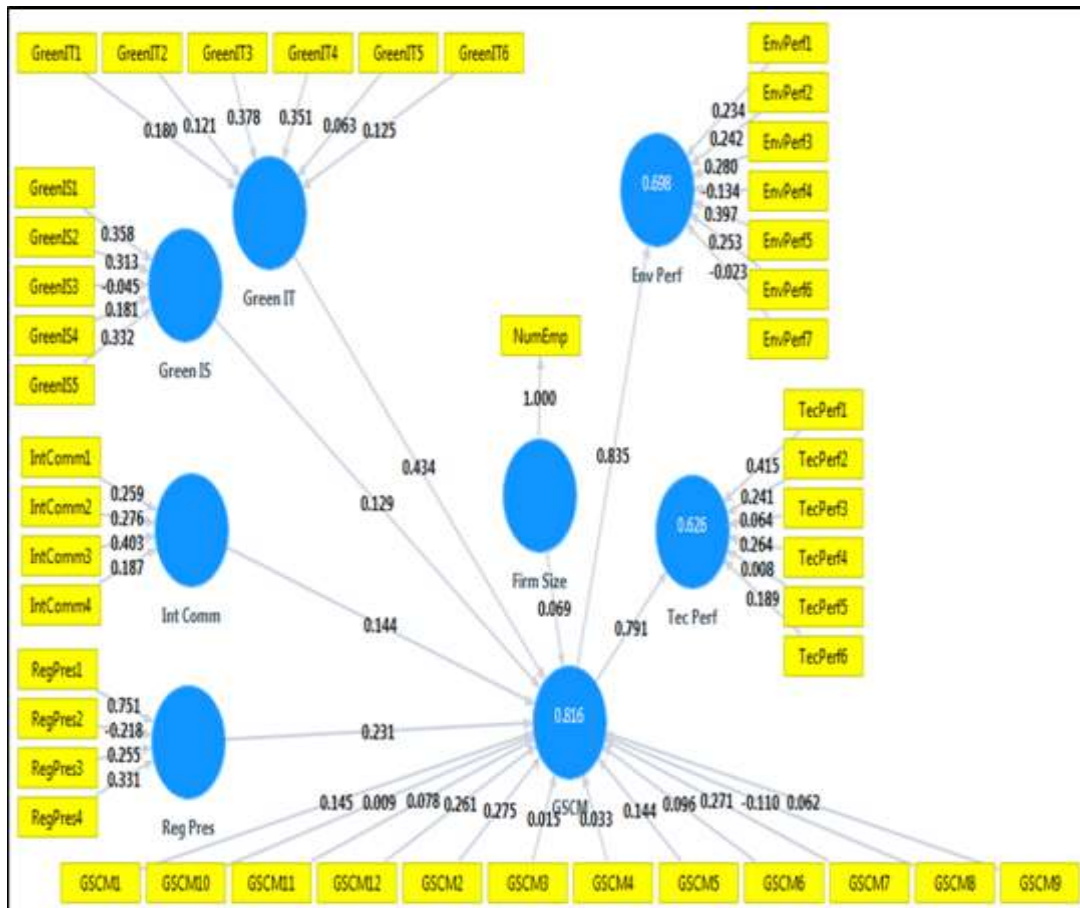 GreenIT1 GreenIT2 GreenIT3 GreenIT4 GreenIT5 GreenIT6
0.180 0.121 0.378 0.351 0.063 0.125
Green IT
GreenIS1
GreenIS2
GreenIS3
GreenIS4
GreenIS5
0.358
0.313
-0.045
0.181
0.332
Green IS
IntComm1
IntComm2
IntComm3
IntComm4
0.259
0.276
0.403
0.187
Int Comm
RegPres1
RegPres2
RegPres3
RegPres4
0.751
-0.218
0.255
0.331
Reg Pres
0.434
0.129
0.144
0.231
NumEmp
1.000
Firm Size
0.069
0.835
0.791
0.698
Env Perf
0.234
0.242
0.280
-0.134
0.397
0.253
-0.023
EnvPerf1
EnvPerf2
EnvPerf3
EnvPerf4
EnvPerf5
EnvPerf6
EnvPerf7
0.626
Tec Perf
0.415
0.241
0.064
0.264
0.008
0.189
TecPerf1
TecPerf2
TecPerf3
TecPerf4
TecPerf5
TecPerf6
0.816
GSCM
0.145 0.009 0.078 0.261 0.275 0.015 0.033 0.144 0.096 0.271 -0.110 0.062
GSCM1 GSCM10 GSCM11 GSCM12 GSCM2 GSCM3 GSCM4 GSCM5 GSCM6 GSCM7 GSCM8 GSCM9